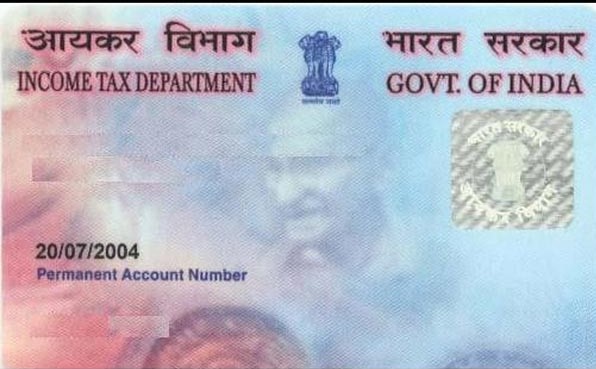 आयकर विभाग
INCOME TAX DEPARTMENT
सत्यमेव जयते
भारत सरकार
GOVT. OF INDIA
भारत सरकार
आयकर विभाग
20/07/2004
Permanent Account Number